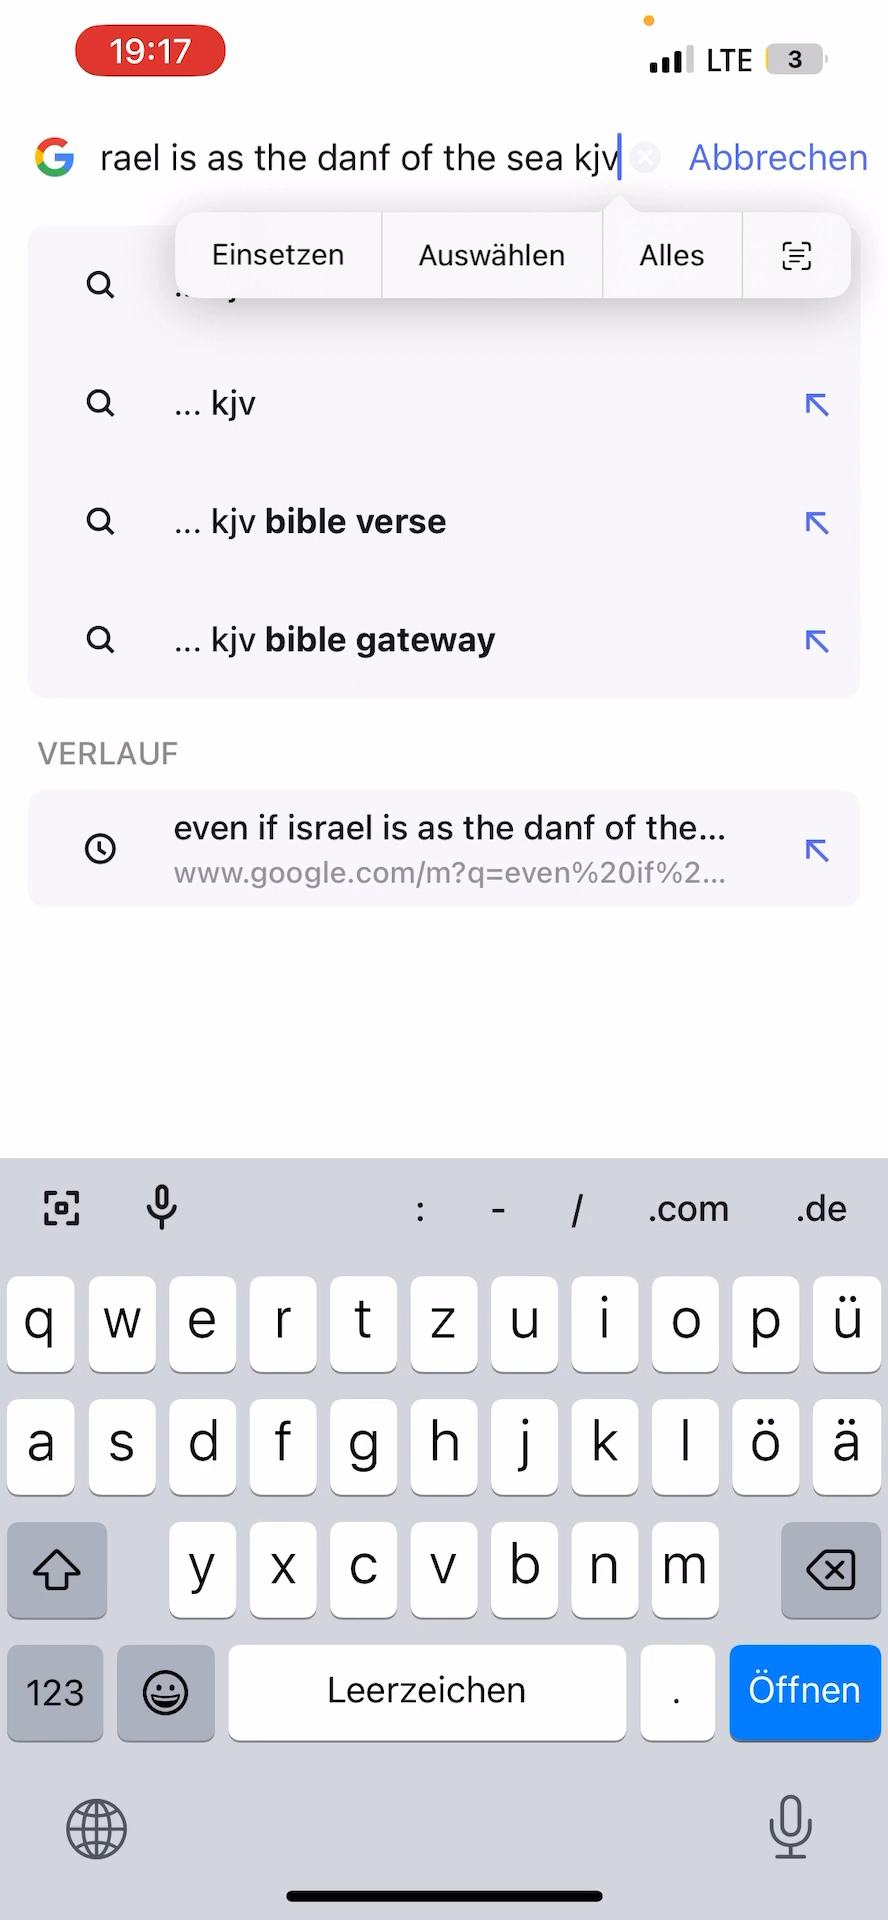 19:17
LTE 3
rael is as the danf of the sea kjv Abbrechen
Einsetzen Auswählen Alles
... kjv
... kjv bible verse
... kjv bible gateway
VERLAUF
even if israel is as the danf of the...
www.google.com/m?q=even%20if%2...
: - / .com .de
q w e r t z u i o p ü
a s d f g h j k l ö ä
y x c v b n m
123 Leerzeichen . Öffnen